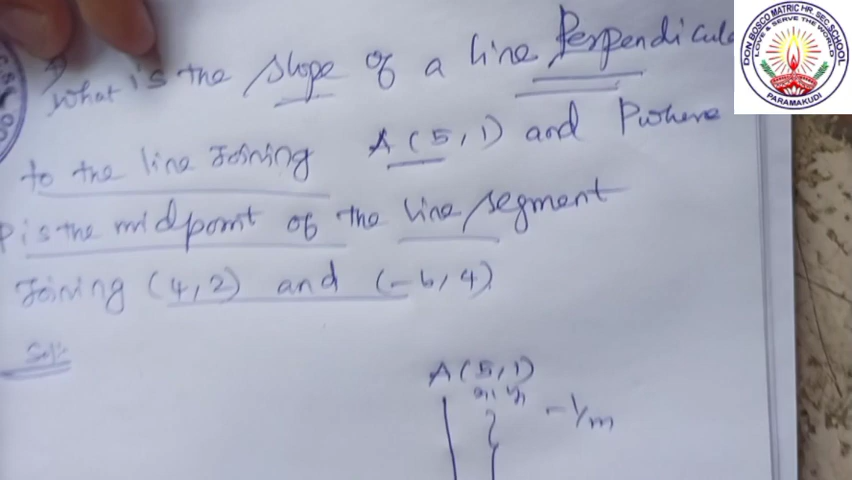 What is the slope of a line Perpendicula
to the line Joining A (5, 1) and P where
P is the midpoint of the line segment
Joining (4, 2) and (-6, 4)
Sol:
A (5, 1)
x1 y1
-1/m
DON BOSCO MATRIC HR. SEC. SCHOOL
LOVE & SERVE THE WORLD
PARAMAKUDI